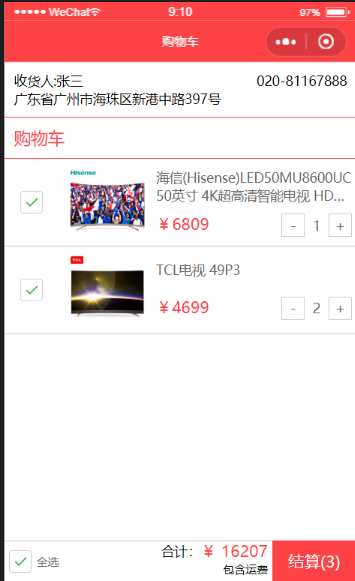 WeChat
9:10
97%
购物车
收货人:张三
020-81167888
广东省广州市海珠区新港中路397号
购物车
Hisense
海信(Hisense)LED50MU8600UC
50英寸 4K超高清智能电视 HD...
￥6809
- 1 +
TCL
TCL电视 49P3
￥4699
- 2 +
全选
合计: ￥ 16207
包含运费
结算(3)